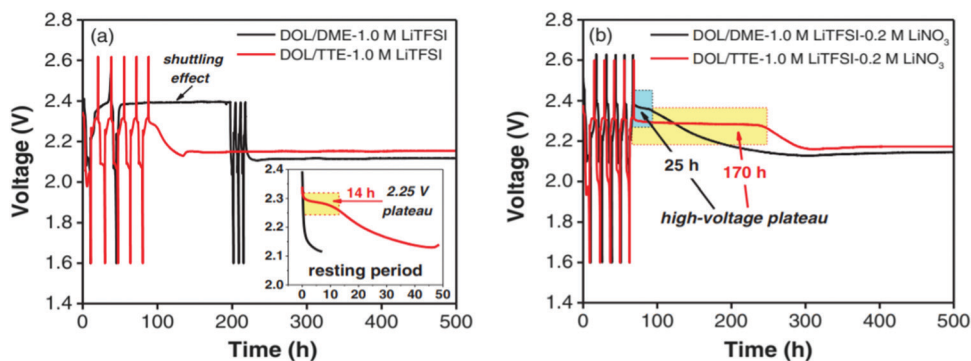 (a)
DOL/DME-1.0 M LiTFSI
DOL/TTE-1.0 M LiTFSI
shuttling
effect
Voltage (V)
2.8
2.6
2.4
2.2
2.0
1.8
1.6
1.4
0
100
200
300
400
500
Time (h)
14 h
2.25 V
plateau
resting period
2.4
2.3
2.2
2.1
2.0
0
10
20
30
40
50
(b)
DOL/DME-1.0 M LiTFSI-0.2 M LiNO₃
DOL/TTE-1.0 M LiTFSI-0.2 M LiNO₃
25 h
170 h
high-voltage plateau
Voltage (V)
2.8
2.6
2.4
2.2
2.0
1.8
1.6
1.4
0
100
200
300
400
500
Time (h)